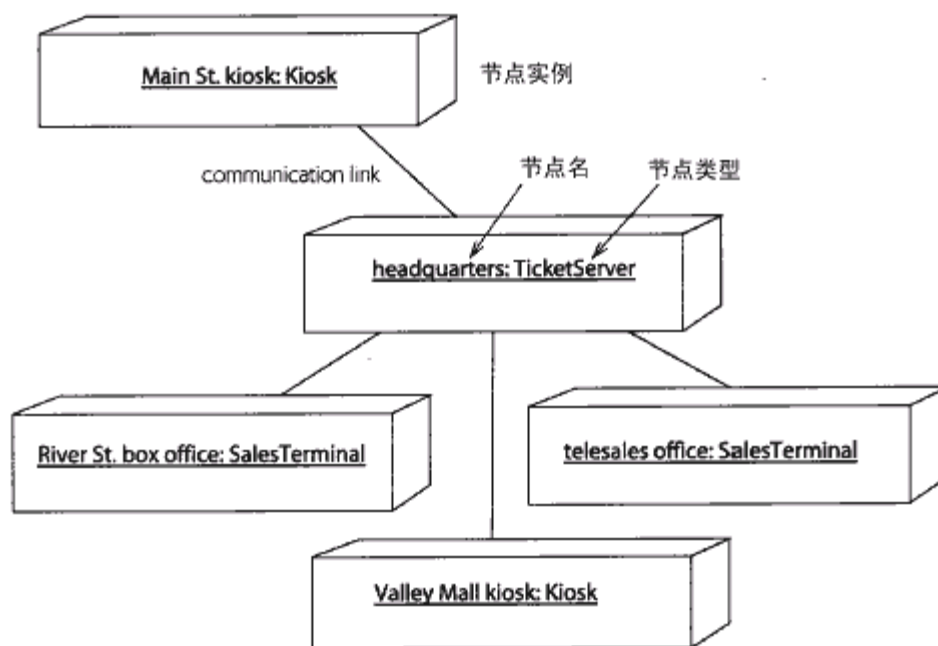 Main St. kiosk: Kiosk
节点实例
communication link
节点名
节点类型
headquarters: TicketServer
River St. box office: SalesTerminal
telesales office: SalesTerminal
Valley Mall kiosk: Kiosk